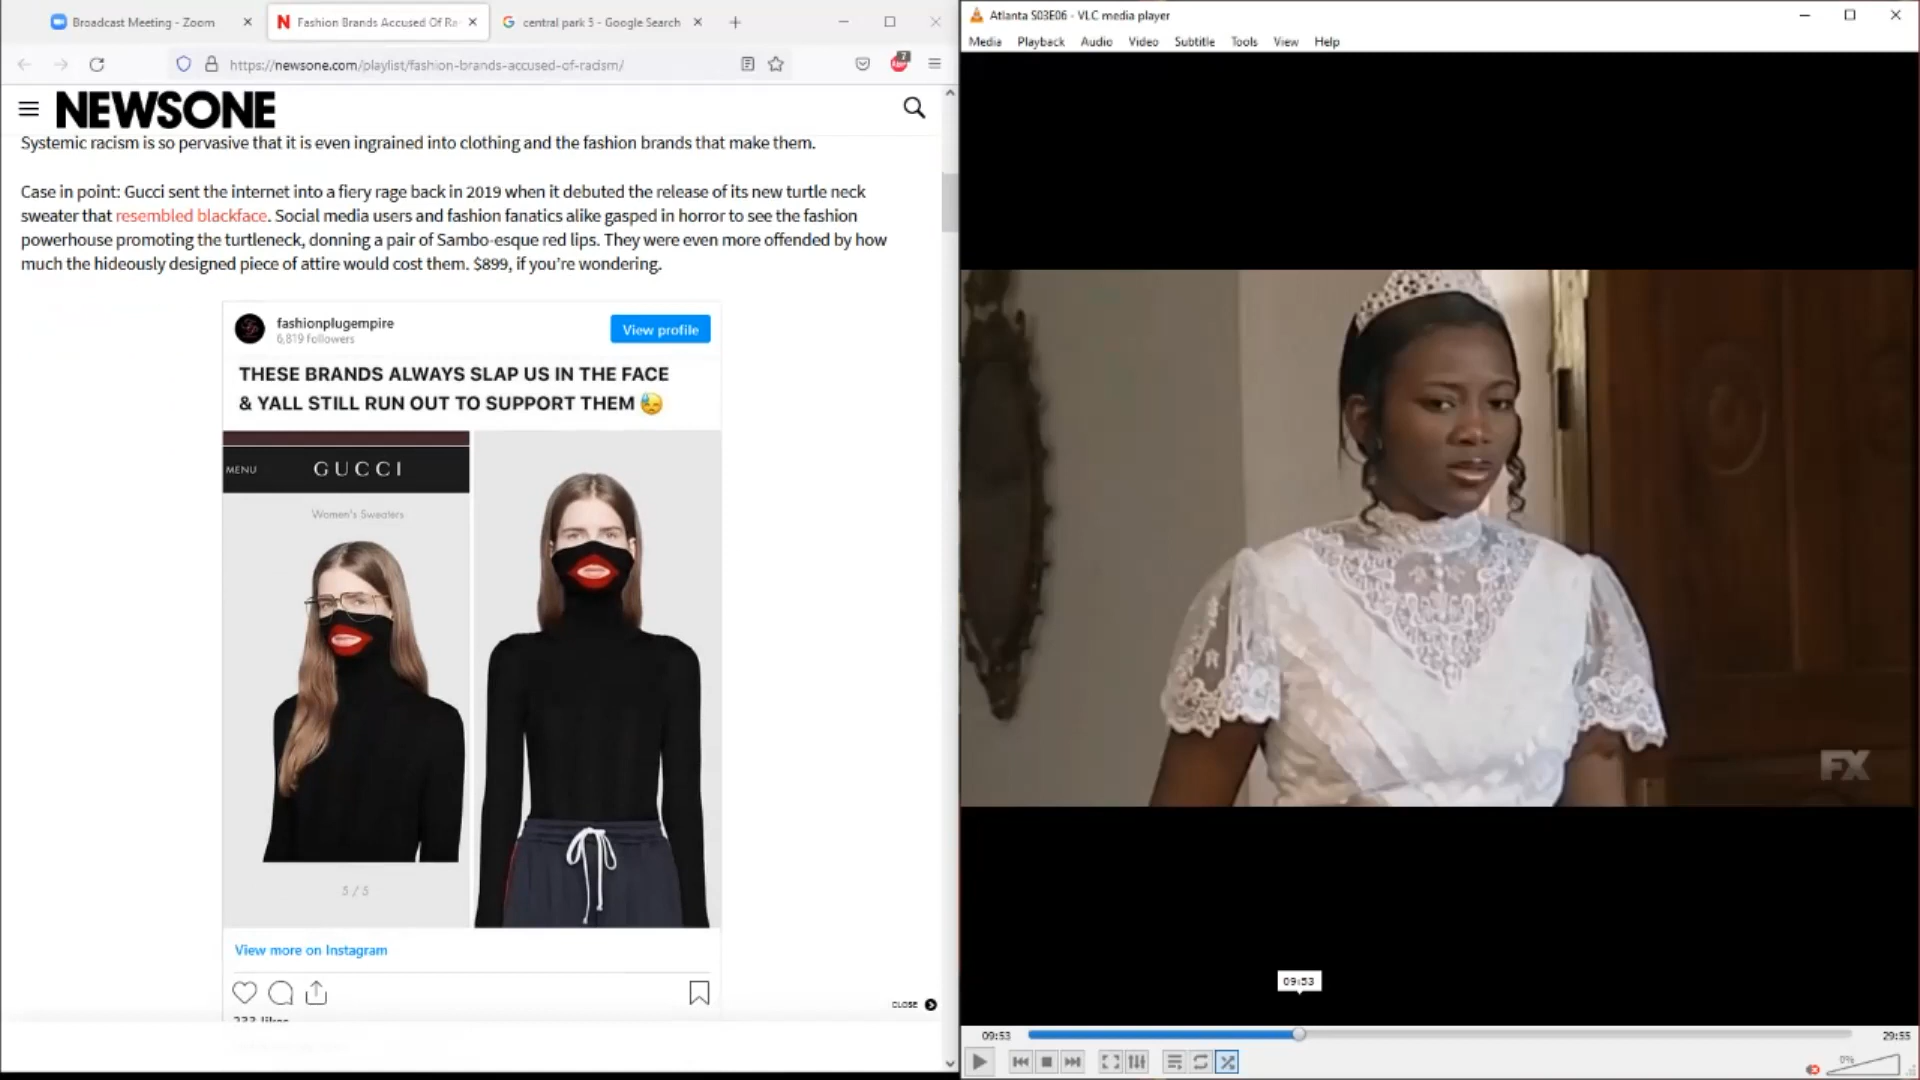 Broadcast Meeting - Zoom
Fashion Brands Accused Of Ra
central park 5 - Google Search
https://newsone.com/playlist/fashion-brands-accused-of-racism/
7
NEWSONE
Systemic racism is so pervasive that it is even ingrained into clothing and the fashion brands that make them.
Case in point: Gucci sent the internet into a fiery rage back in 2019 when it debuted the release of its new turtle neck
sweater that resembled blackface. Social media users and fashion fanatics alike gasped in horror to see the fashion
powerhouse promoting the turtleneck, donning a pair of Sambo-esque red lips. They were even more offended by how
much the hideously designed piece of attire would cost them. $899, if you're wondering.
fashionplugempire
6,819 followers
View profile
THESE BRANDS ALWAYS SLAP US IN THE FACE
& YALL STILL RUN OUT TO SUPPORT THEM 😓
MENU GUCCI
Women's Sweaters
5 / 5
View more on Instagram
233 likes
CLOSE
Atlanta S03E06 - VLC media player
Media Playback Audio Video Subtitle Tools View Help
FX
09:53
09:53
29:55
0%